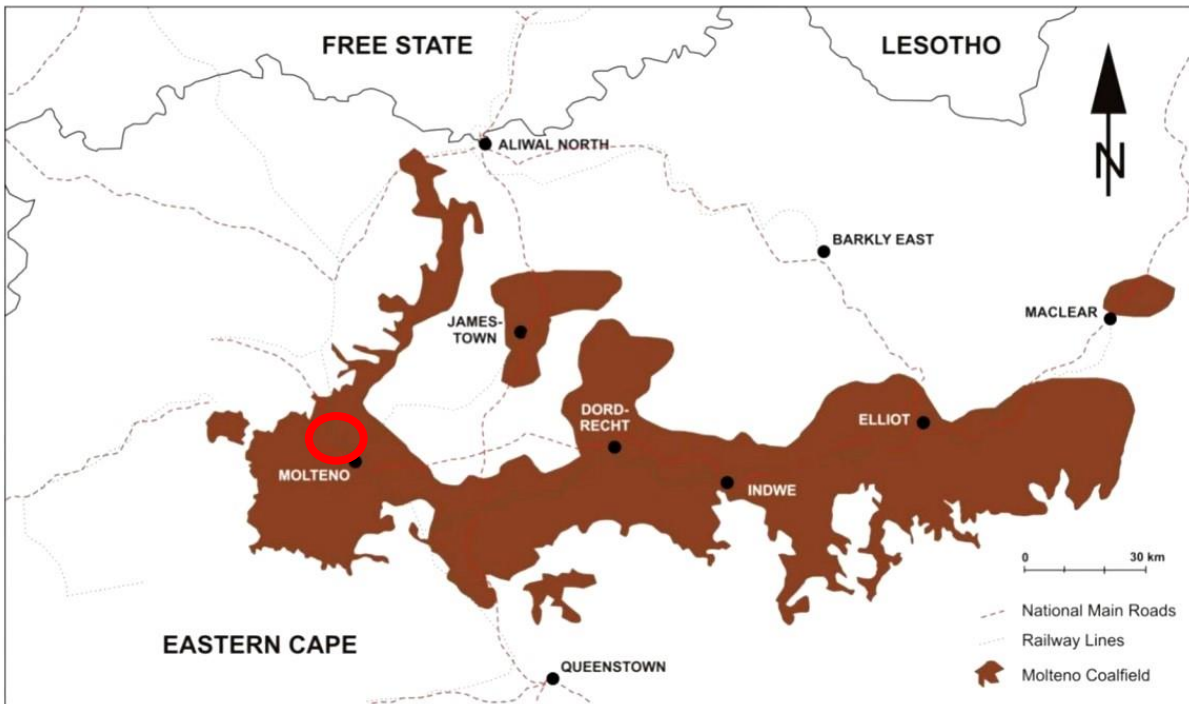 FREE STATE
LESOTHO
N
ALIWAL NORTH
BARKLY EAST
MACLEAR
JAMES-
TOWN
DORD-
RECHT
ELLIOT
MOLTENO
INDWE
0 30 km
National Main Roads
Railway Lines
Molteno Coalfield
EASTERN CAPE
QUEENSTOWN